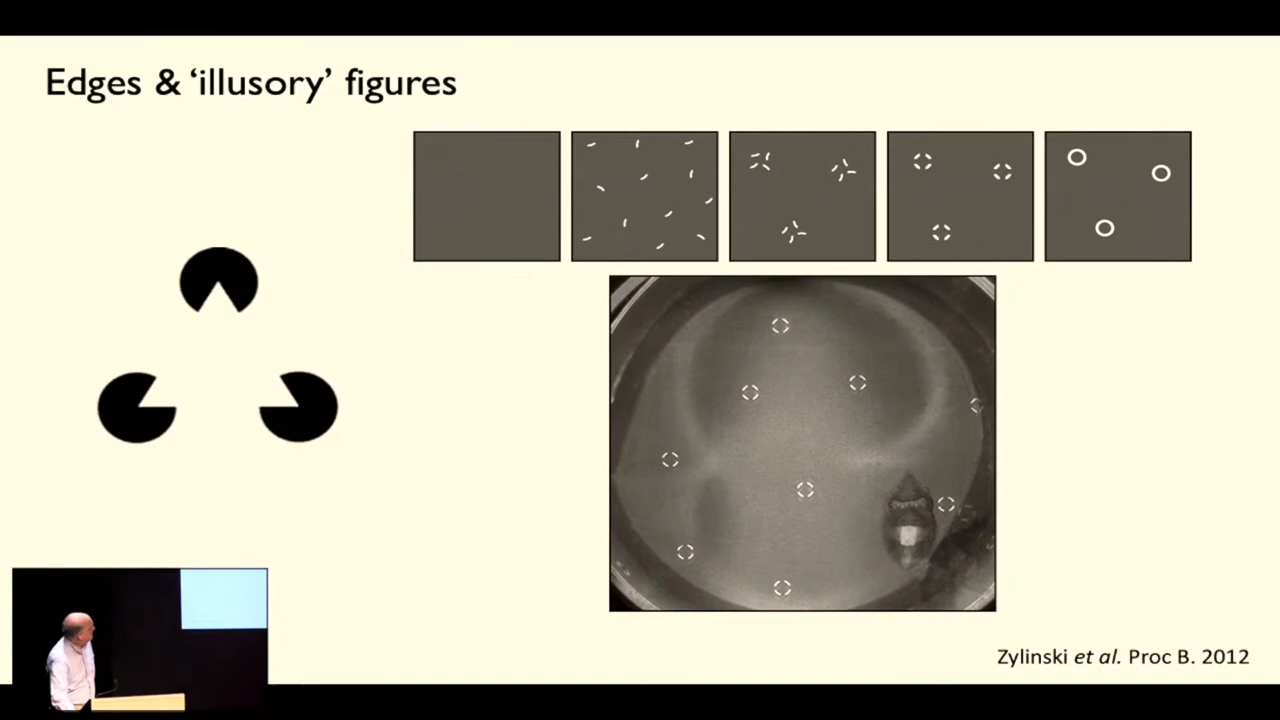 Edges & ‘illusory’ figures
Zylinski et al. Proc B. 2012